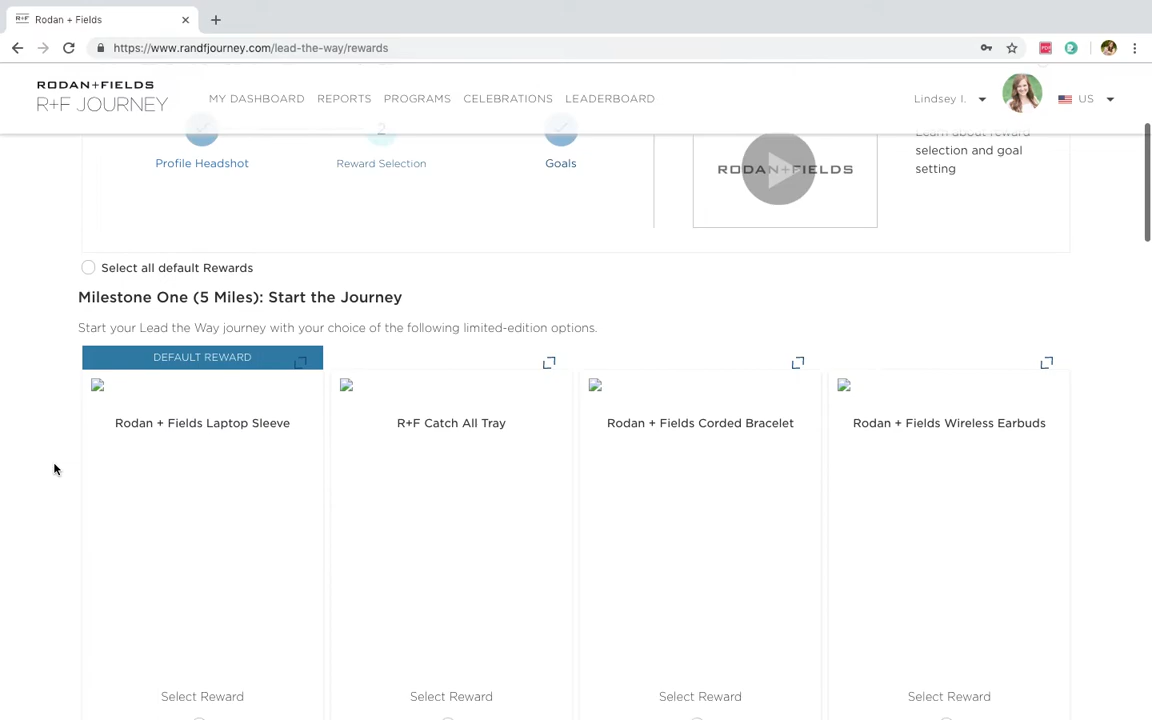 Rodan + Fields
https://www.randfjourney.com/lead-the-way/rewards
RODAN+FIELDS
R+F JOURNEY
MY DASHBOARD
REPORTS
PROGRAMS
CELEBRATIONS
LEADERBOARD
Lindsey I.
US
2
Profile Headshot
Reward Selection
Goals
RODAN+FIELDS
Learn about reward
selection and goal
setting
Select all default Rewards
Milestone One (5 Miles): Start the Journey
Start your Lead the Way journey with your choice of the following limited-edition options.
DEFAULT REWARD
Rodan + Fields Laptop Sleeve
R+F Catch All Tray
Rodan + Fields Corded Bracelet
Rodan + Fields Wireless Earbuds
Select Reward
Select Reward
Select Reward
Select Reward